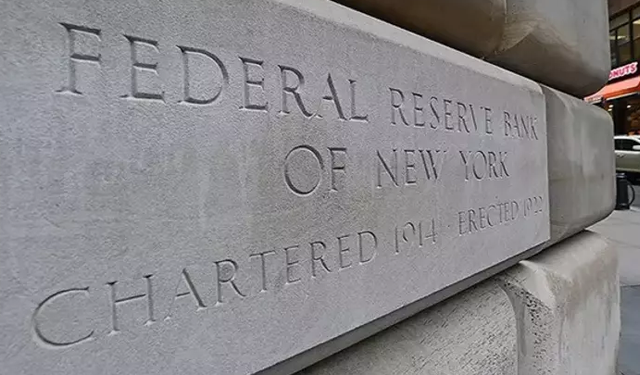 FEDERAL RESERVE BANK
OF NEW YORK
CHARTERED 1914 · ERECTED 1922